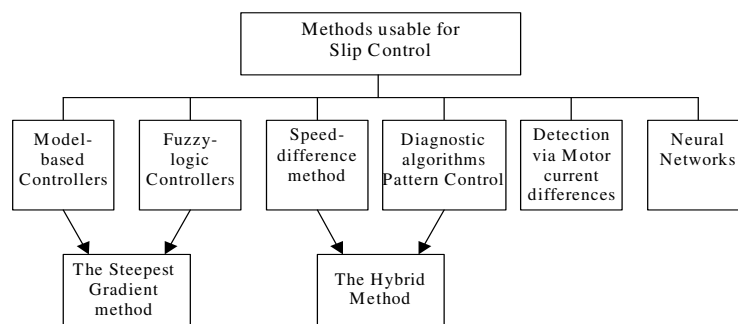 Methods usable for
Slip Control
Model-
based
Controllers
Fuzzy-
logic
Controllers
Speed-
difference
method
Diagnostic
algorithms
Pattern Control
Detection
via Motor
current
differences
Neural
Networks
The Steepest
Gradient
method
The Hybrid
Method